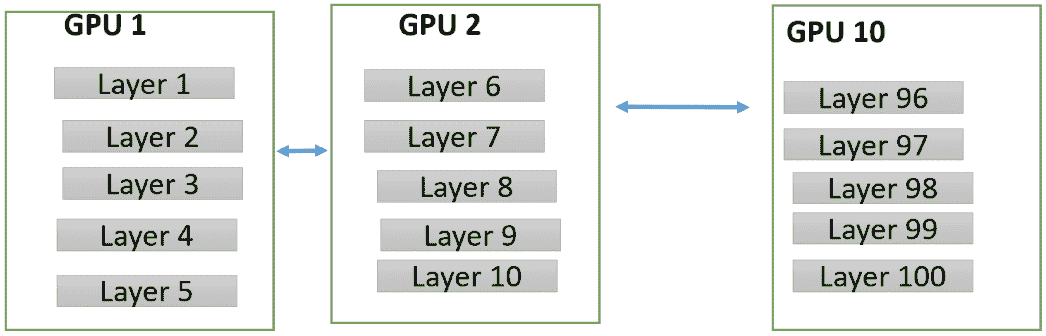 GPU 1
Layer 1
Layer 2
Layer 3
Layer 4
Layer 5
GPU 2
Layer 6
Layer 7
Layer 8
Layer 9
Layer 10
GPU 10
Layer 96
Layer 97
Layer 98
Layer 99
Layer 100